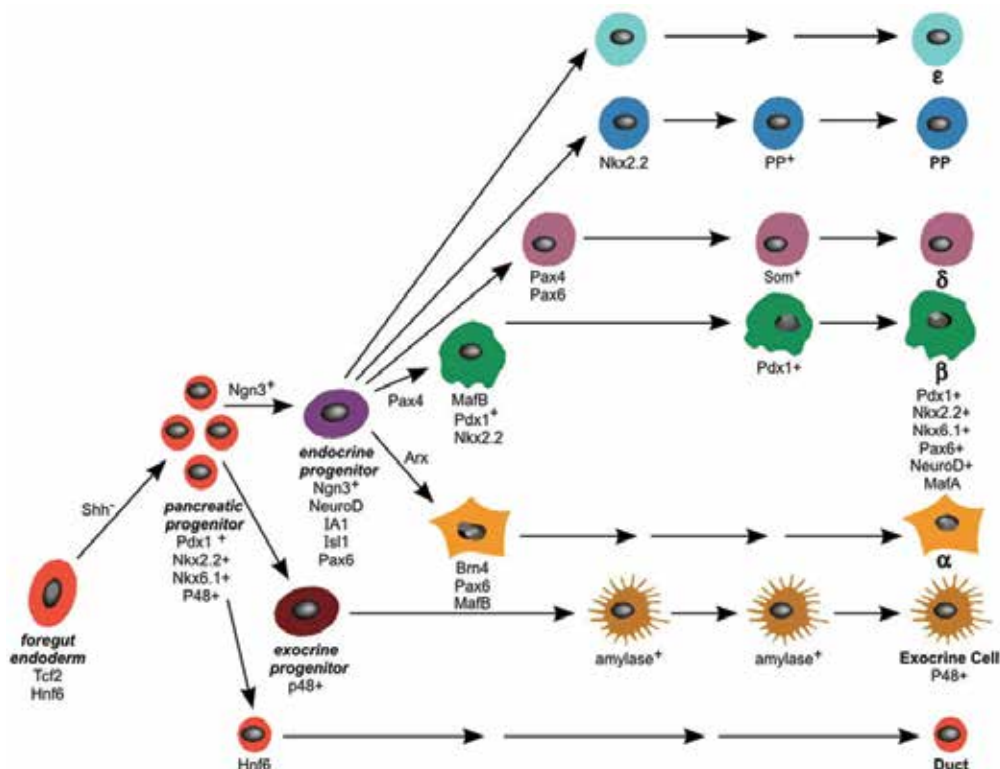 ε
Nkx2.2
PP⁺
PP
Pax4
Pax6
Som⁺
δ
Pdx1+
β
Pdx1+
Nkx2.2+
Nkx6.1+
Pax6+
NeuroD+
MafA
Ngn3⁺
Pax4
MafB
Pdx1⁺
Nkx2.2
endocrine
progenitor
Ngn3⁺
NeuroD
IA1
Isl1
Pax6
Arx
Shh⁻
pancreatic
progenitor
Pdx1 ⁺
Nkx2.2+
Nkx6.1+
P48+
Brn4
Pax6
MafB
α
foregut
endoderm
Tcf2
Hnf6
exocrine
progenitor
p48+
amylase⁺
amylase⁺
Exocrine Cell
P48+
Hnf6
Duct